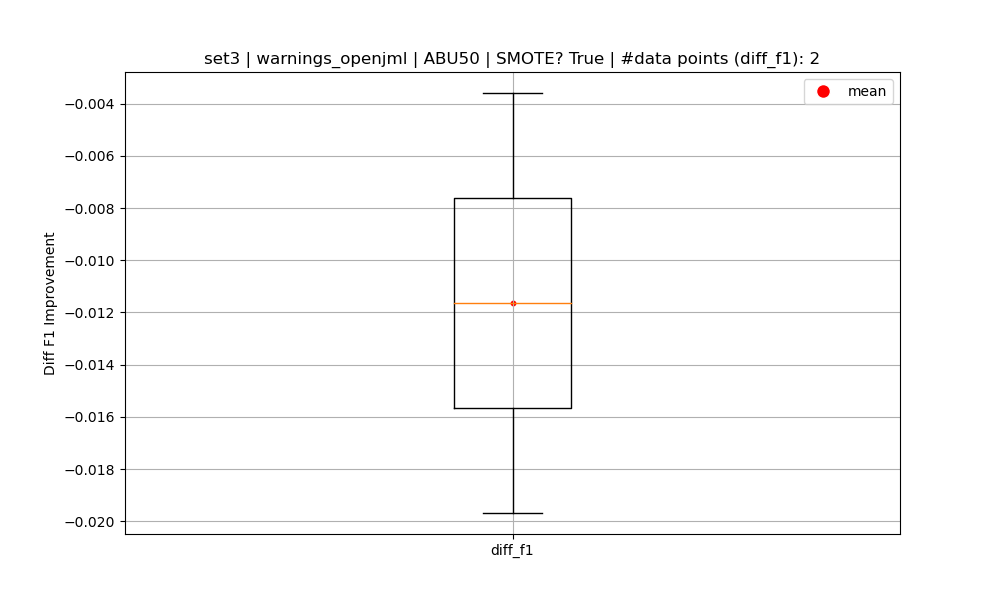 set3 | warnings_openjml | ABU50 | SMOTE? True | #data points (diff_f1): 2
mean
−0.004
−0.006
−0.008
−0.010
−0.012
−0.014
−0.016
−0.018
−0.020
Diff F1 Improvement
diff_f1